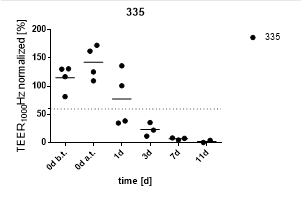 335
TEER1000Hz normalized [%]
200
150
100
50
0
0d b.t.
0d a.t.
1d
3d
7d
11d
time [d]
335